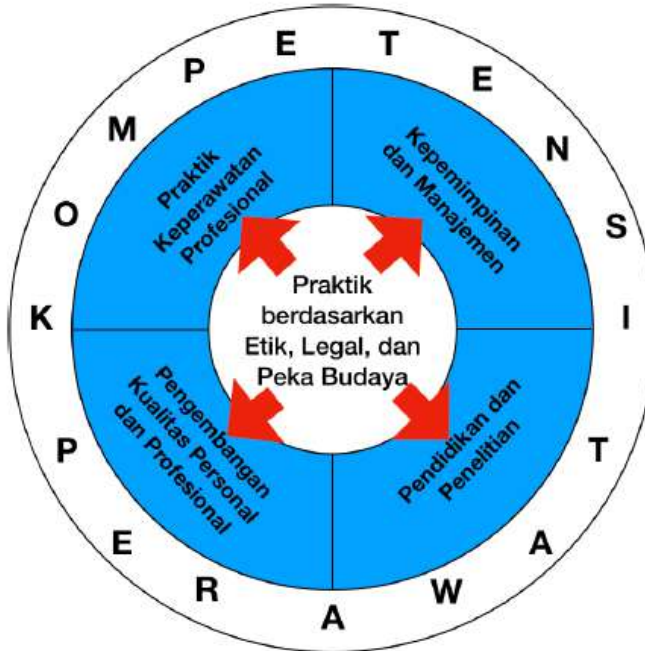 KOMPETENSI
PERAWAT
Praktik
Keperawatan
Profesional
Kepemimpinan
dan Manajemen
Praktik
berdasarkan
Etik, Legal, dan
Peka Budaya
Pengembangan
Kualitas Personal
dan Profesional
Pendidikan dan
Penelitian